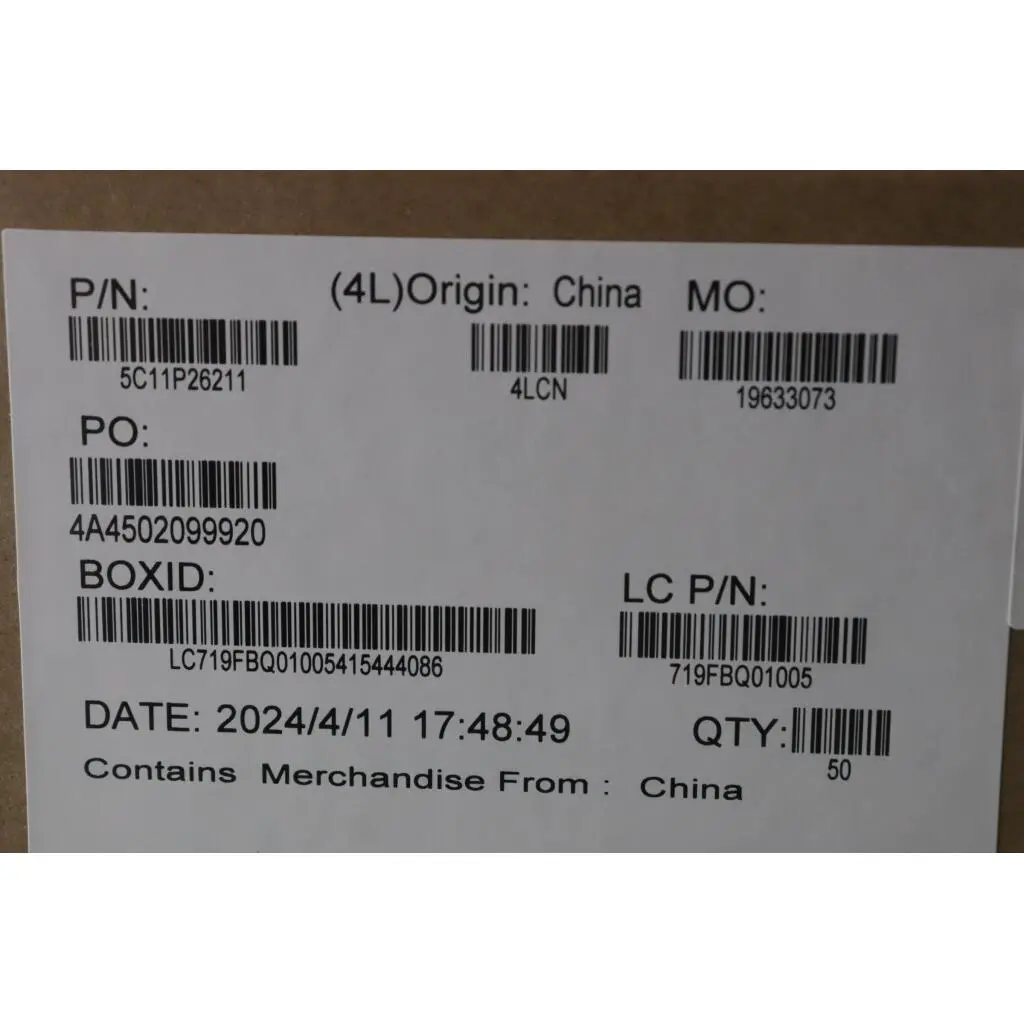 P/N: (4L)Origin: China MO:
5C11P26211 4LCN 19633073
PO:
4A4502099920
BOXID: LC P/N:
LC719FBQ01005415444086 719FBQ01005
DATE: 2024/4/11 17:48:49 QTY:
50
Contains Merchandise From : China